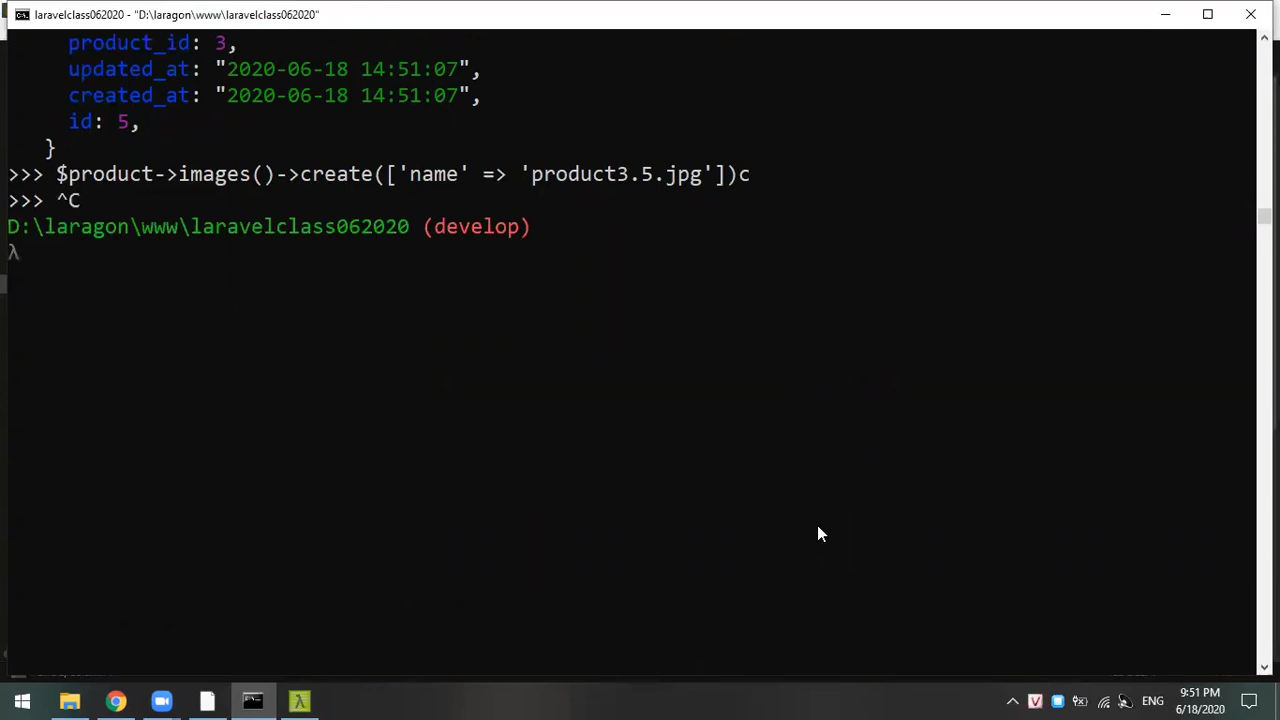 laravelclass062020 - "D:\laragon\www\laravelclass062020"
product_id: 3,
updated_at: "2020-06-18 14:51:07",
created_at: "2020-06-18 14:51:07",
id: 5,
}
>>> $product->images()->create(['name' => 'product3.5.jpg'])c
>>> ^C
D:\laragon\www\laravelclass062020 (develop)
λ
ENG
9:51 PM
6/18/2020